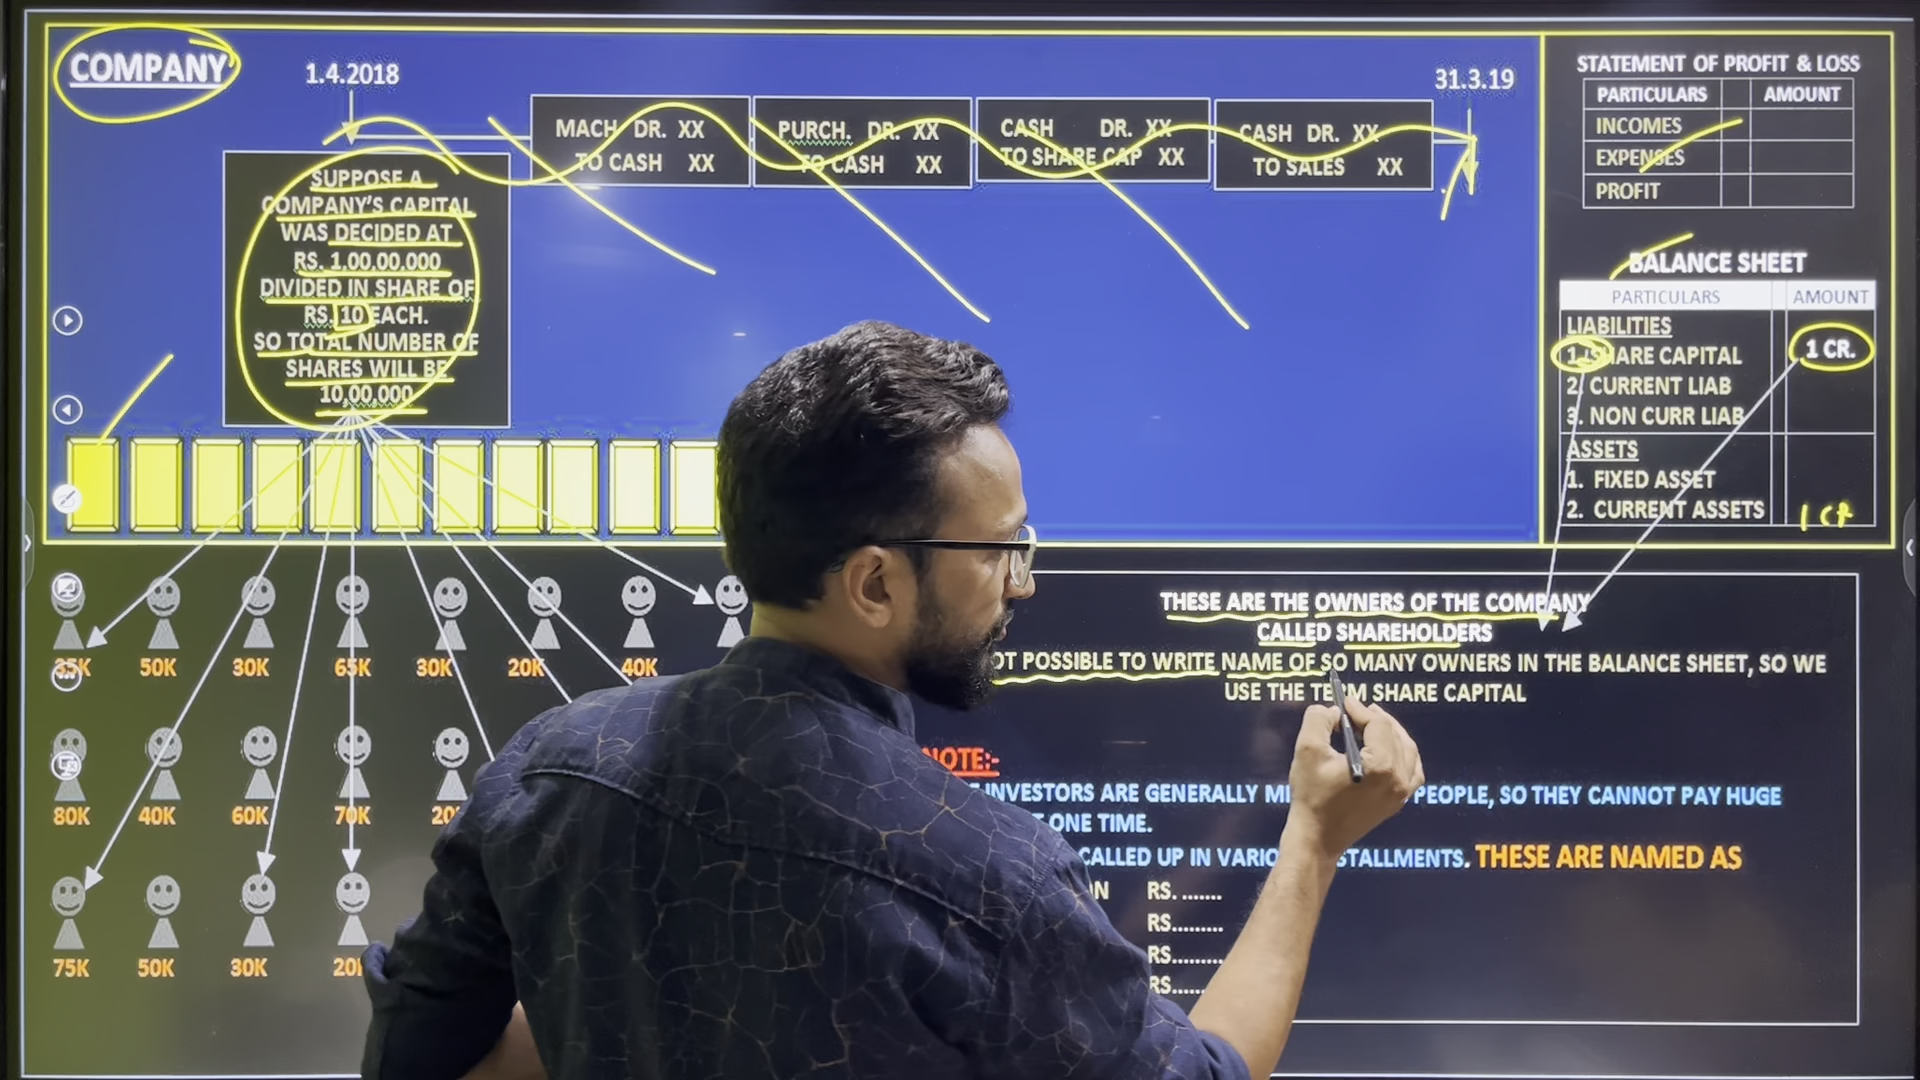 COMPANY
1.4.2018
31.3.19
MACH DR. XX
TO CASH XX
PURCH. DR. XX
TO CASH XX
CASH DR. XX
TO SHARE CAP XX
CASH DR. XX
TO SALES XX
SUPPOSE A
COMPANY'S CAPITAL
WAS DECIDED AT
RS. 1,00,00,000
DIVIDED IN SHARE OF
RS. 10 EACH.
SO TOTAL NUMBER OF
SHARES WILL BE
10,00,000
STATEMENT OF PROFIT & LOSS
PARTICULARS AMOUNT
INCOMES
EXPENSES
PROFIT
BALANCE SHEET
PARTICULARS AMOUNT
LIABILITIES
1. SHARE CAPITAL 1 CR.
2. CURRENT LIAB
3. NON CURR LIAB
ASSETS
1. FIXED ASSET
2. CURRENT ASSETS 1 CR
35K 50K 30K 65K 30K 20K 40K
80K 40K 60K 70K
75K 50K 30K
THESE ARE THE OWNERS OF THE COMPANY
CALLED SHAREHOLDERS
POSSIBLE TO WRITE NAME OF SO MANY OWNERS IN THE BALANCE SHEET, SO WE
USE THE TERM SHARE CAPITAL
NOTE:-
INVESTORS ARE GENERALLY PEOPLE, SO THEY CANNOT PAY HUGE
ONE TIME.
CALLED UP IN STALLMENTS. THESE ARE NAMED AS
RS. .......
RS.........
RS.........
RS......